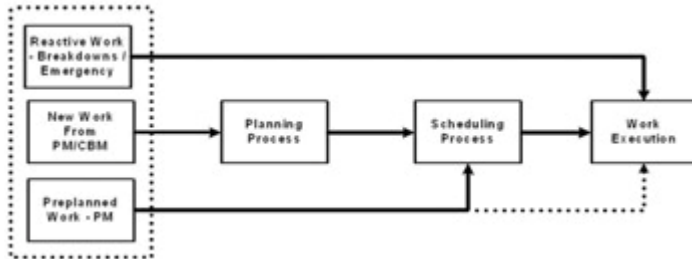 Reactive Work
- Breakdowns /
Emergency
New Work
From
PM/CBM
Planning
Process
Scheduling
Process
Work
Execution
Preplanned
Work - PM